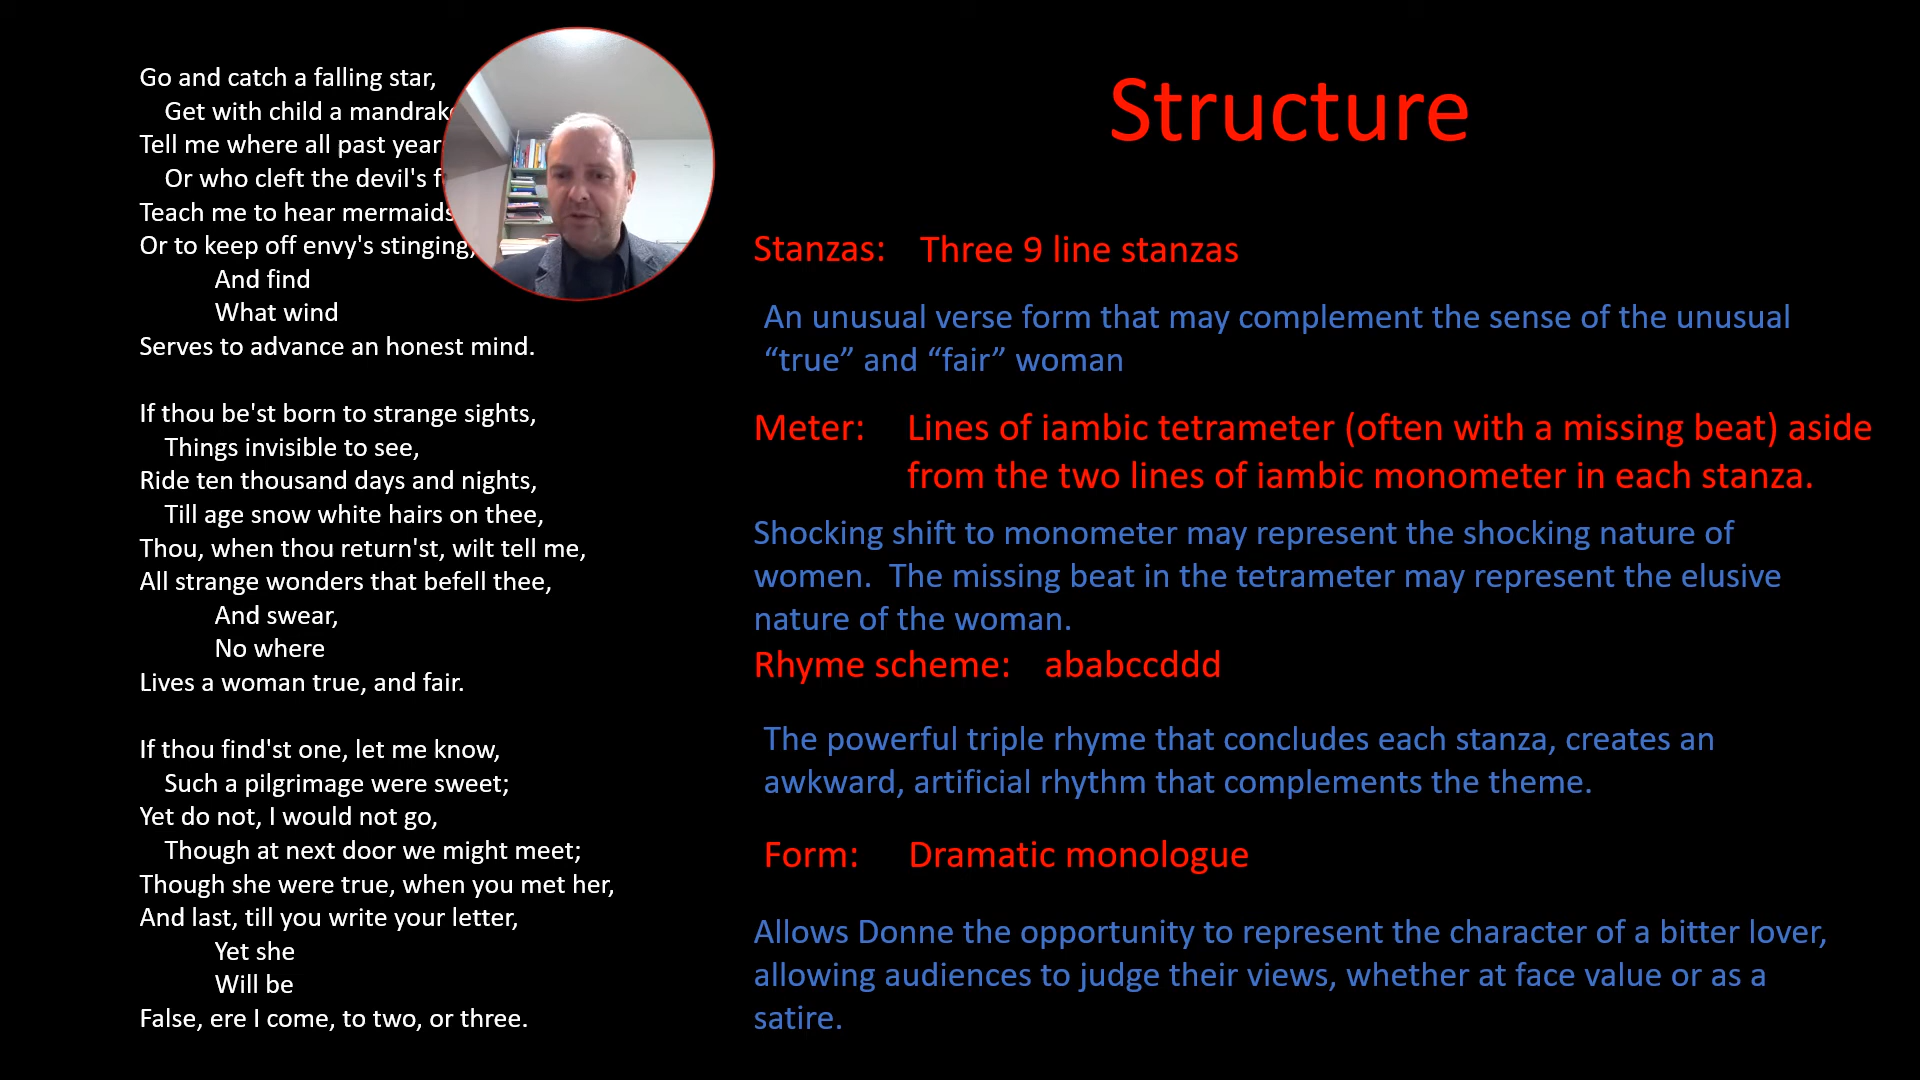 Go and catch a falling star,
Get with child a mandrake
Tell me where all past year
Or who cleft the devil's f
Teach me to hear mermaids
Or to keep off envy's stinging,
And find
What wind
Serves to advance an honest mind.
If thou be'st born to strange sights,
Things invisible to see,
Ride ten thousand days and nights,
Till age snow white hairs on thee,
Thou, when thou return'st, wilt tell me,
All strange wonders that befell thee,
And swear,
No where
Lives a woman true, and fair.
If thou find'st one, let me know,
Such a pilgrimage were sweet;
Yet do not, I would not go,
Though at next door we might meet;
Though she were true, when you met her,
And last, till you write your letter,
Yet she
Will be
False, ere I come, to two, or three.
Structure
Stanzas: Three 9 line stanzas
An unusual verse form that may complement the sense of the unusual
“true” and “fair” woman
Meter: Lines of iambic tetrameter (often with a missing beat) aside
from the two lines of iambic monometer in each stanza.
Shocking shift to monometer may represent the shocking nature of
women. The missing beat in the tetrameter may represent the elusive
nature of the woman.
Rhyme scheme: ababccddd
The powerful triple rhyme that concludes each stanza, creates an
awkward, artificial rhythm that complements the theme.
Form: Dramatic monologue
Allows Donne the opportunity to represent the character of a bitter lover,
allowing audiences to judge their views, whether at face value or as a
satire.